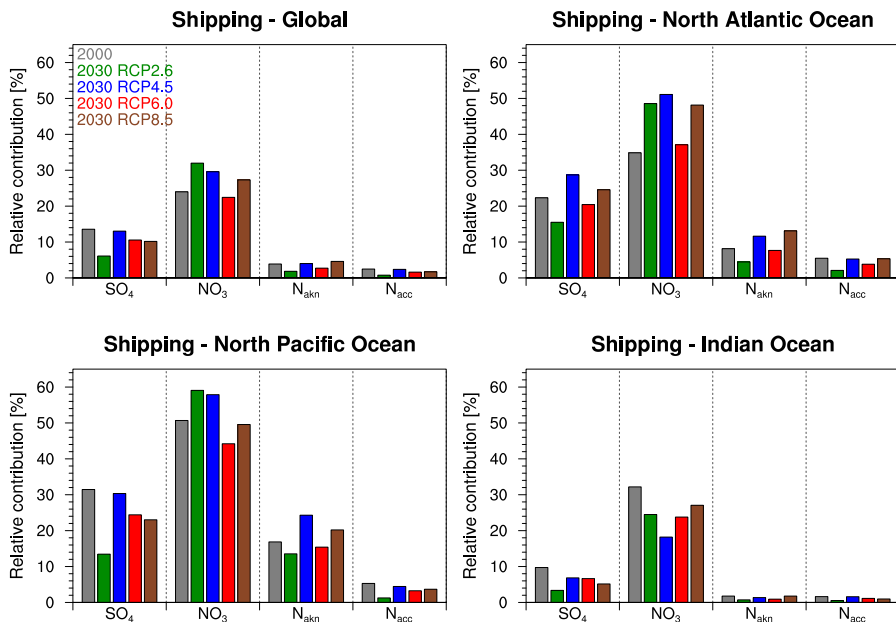 Shipping - Global
Relative contribution [%]
60
50
40
30
20
10
0
2000
2030 RCP2.6
2030 RCP4.5
2030 RCP6.0
2030 RCP8.5
SO4 NO3 Nakn Nacc
Shipping - North Atlantic Ocean
Relative contribution [%]
60
50
40
30
20
10
0
SO4 NO3 Nakn Nacc
Shipping - North Pacific Ocean
Relative contribution [%]
60
50
40
30
20
10
0
SO4 NO3 Nakn Nacc
Shipping - Indian Ocean
Relative contribution [%]
60
50
40
30
20
10
0
SO4 NO3 Nakn Nacc